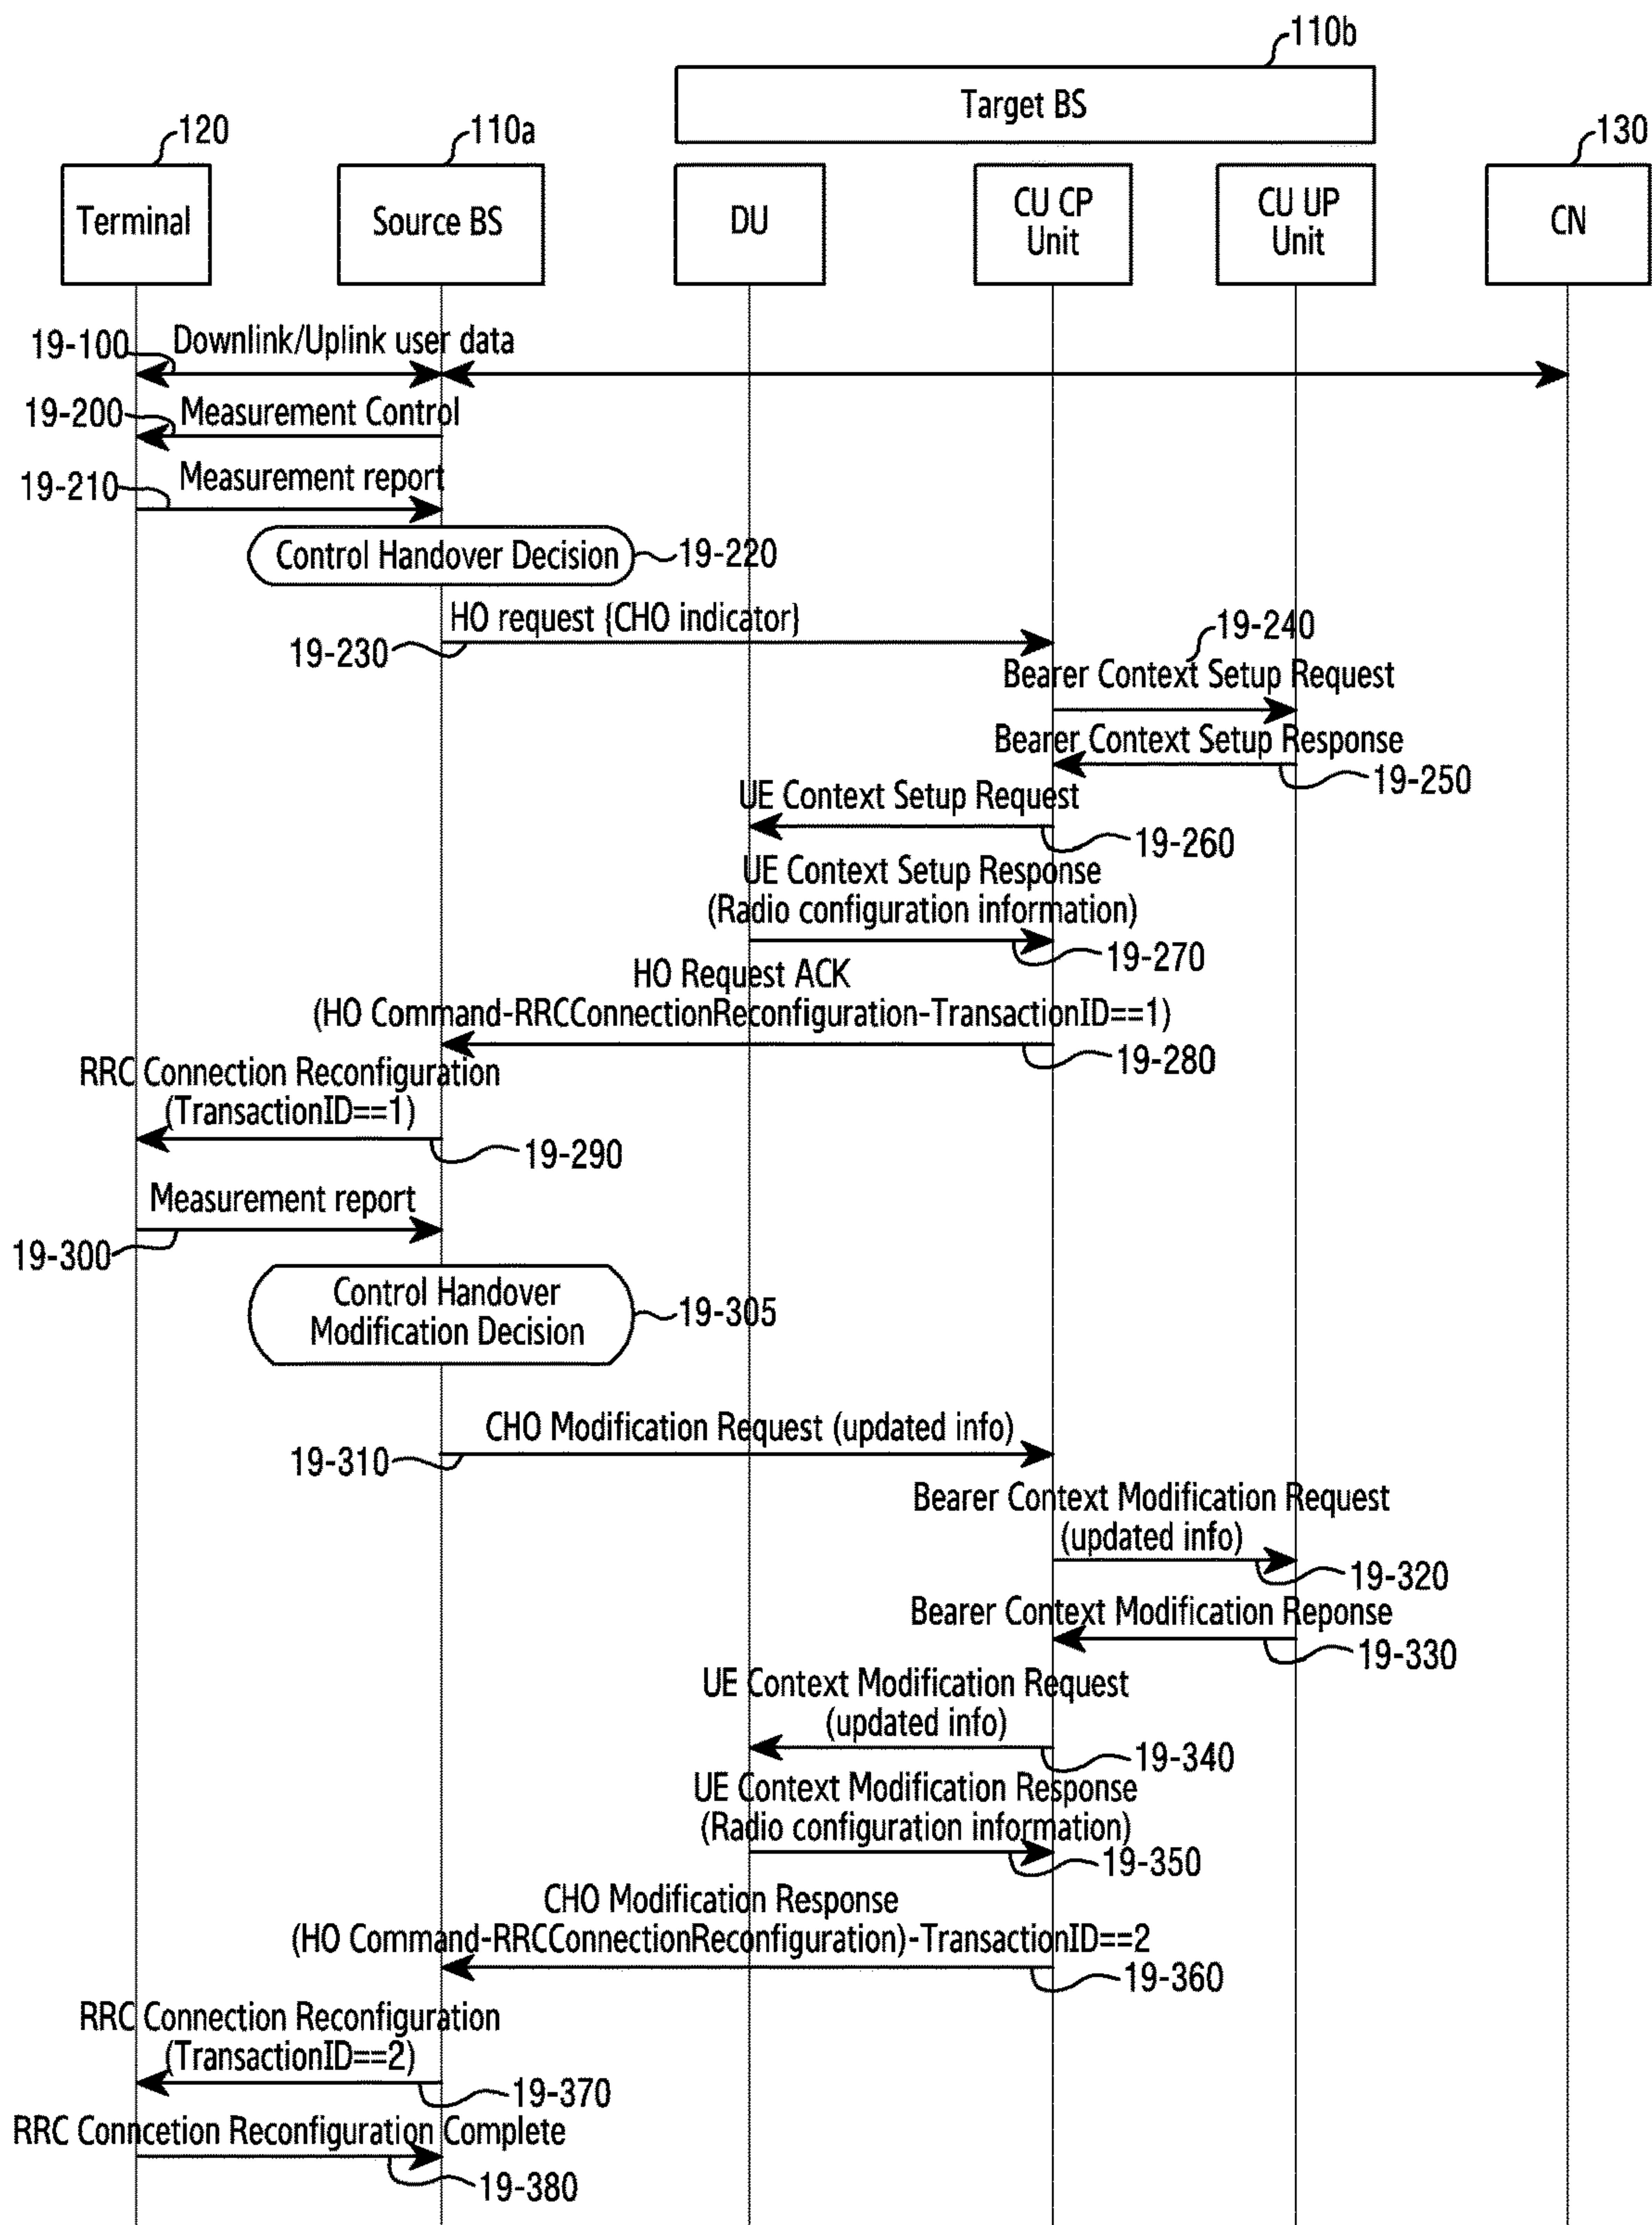 110b
Target BS
120
110a
130
Terminal
Source BS
DU
CU CP
Unit
CU UP
Unit
CN
19-100
Downlink/Uplink user data
19-200
Measurement Control
19-210
Measurement report
Control Handover Decision
19-220
HO request {CHO indicator}
19-230
19-240
Bearer Context Setup Request
Bearer Context Setup Response
19-250
UE Context Setup Request
19-260
UE Context Setup Response
(Radio configuration information)
19-270
HO Request ACK
(HO Command-RRCConnectionReconfiguration-TransactionID==1)
19-280
RRC Connection Reconfiguration
(TransactionID==1)
19-290
Measurement report
19-300
Control Handover
Modification Decision
19-305
CHO Modification Request (updated info)
19-310
Bearer Context Modification Request
(updated info)
19-320
Bearer Context Modification Reponse
19-330
UE Context Modification Request
(updated info)
19-340
UE Context Modification Response
(Radio configuration information)
19-350
CHO Modification Response
(HO Command-RRCConnectionReconfiguration)-TransactionID==2
19-360
RRC Connection Reconfiguration
(TransactionID==2)
19-370
RRC Conncetion Reconfiguration Complete
19-380